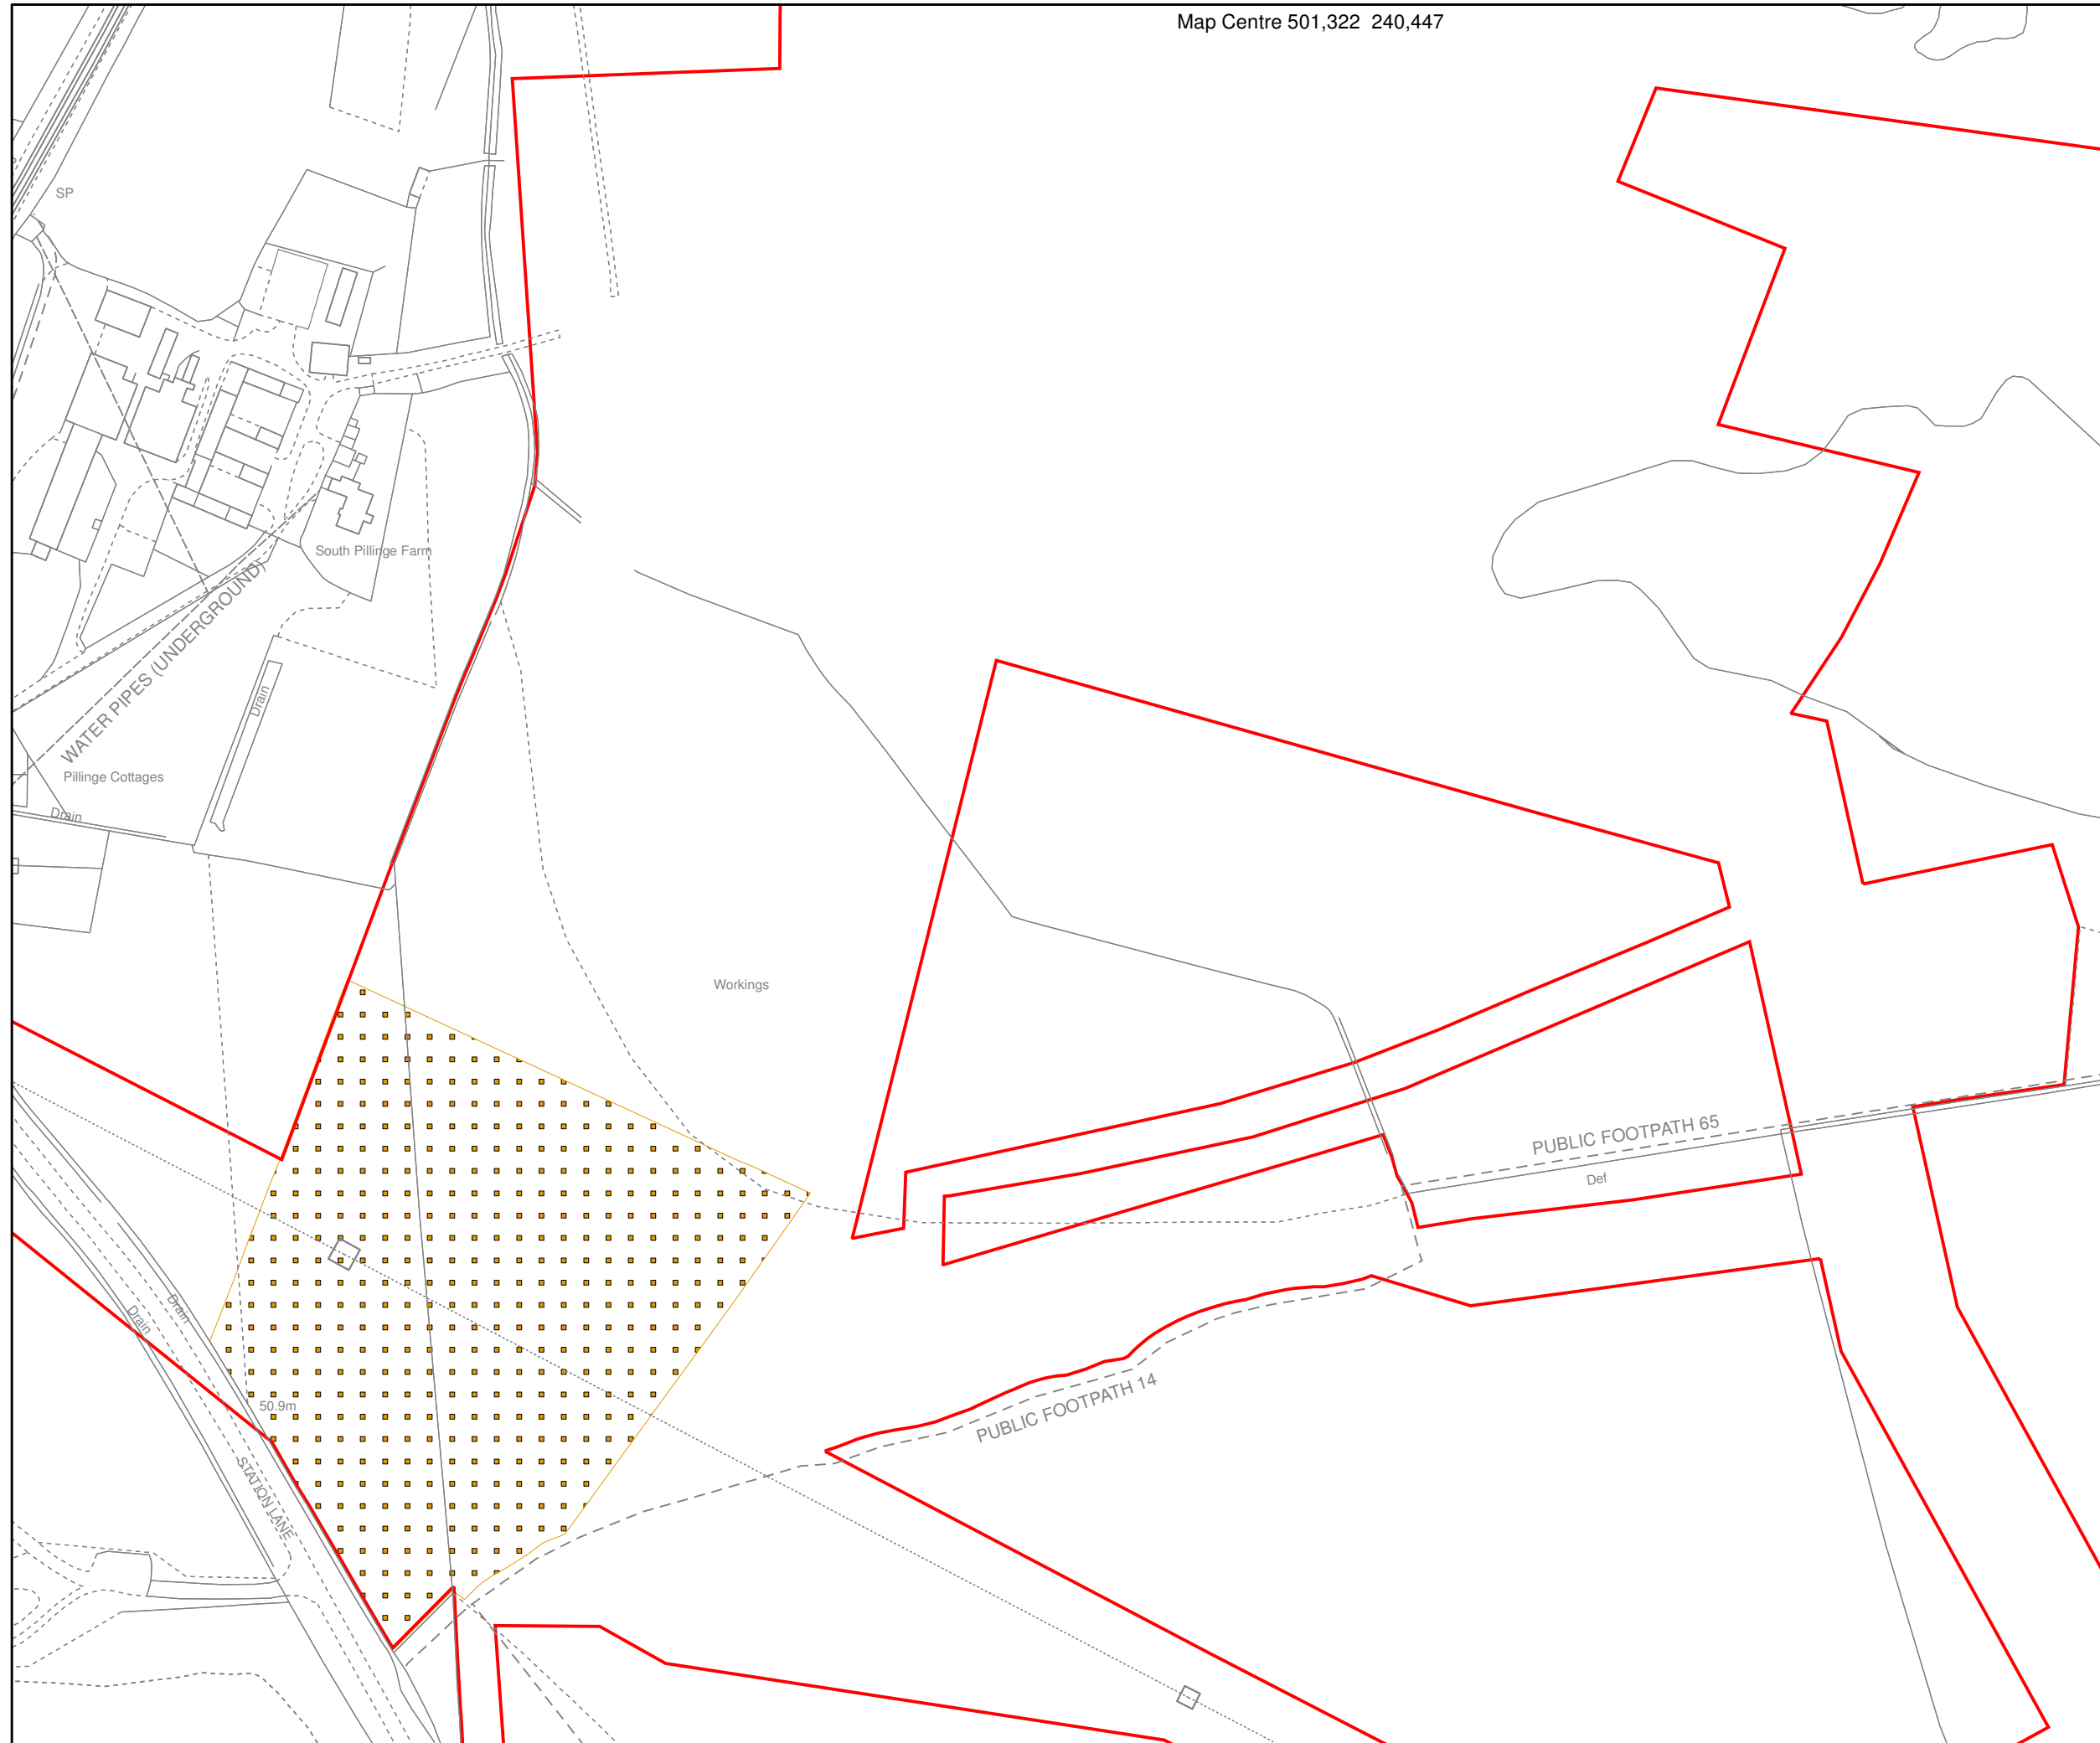 Map Centre 501,322 240,447
SP
South Pillinge Farm
WATER PIPES (UNDERGROUND)
Drain
Pillinge Cottages
Drain
Workings
PUBLIC FOOTPATH 65
Def
Drain
Drain
PUBLIC FOOTPATH 14
50.9m
STATION LANE